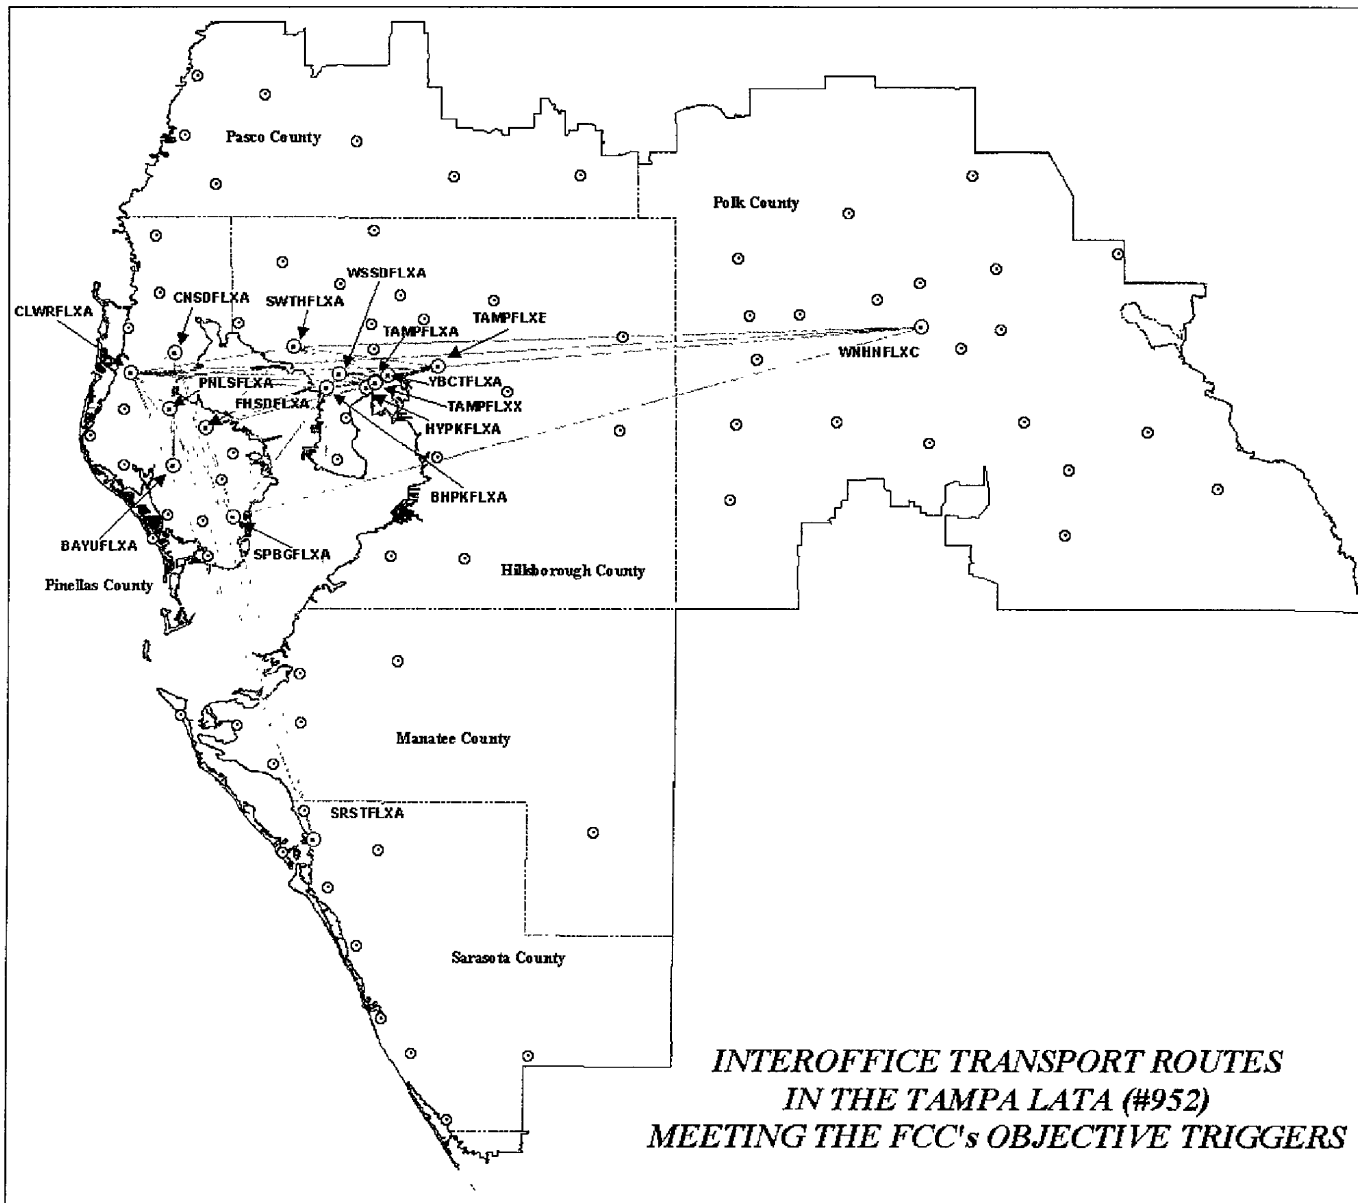 Pasco County
Polk County
WSSDFLXA
CNSDFLXA
SWTHFLXA
CLWRFLXA
TAMPFLXE
TAMPFLXA
WNHNFLXC
PNLSFLXA
YBCTFLXA
FHSDFLXA
TAMPFLXX
HYPKFLXA
BHPKFLXA
BAYUFLXA
SPBGFLXA
Hillsborough County
Pinellas County
Manatee County
SRSTFLXA
Sarasota County
INTEROFFICE TRANSPORT ROUTES
IN THE TAMPA LATA (#952)
MEETING THE FCC's OBJECTIVE TRIGGERS